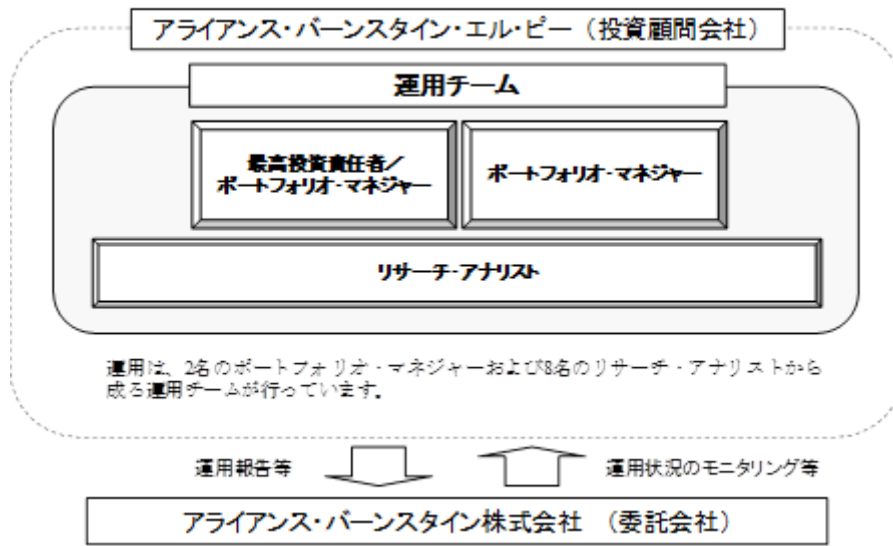 アライアンス・バーンスタイン・エル・ピー（投資顧問会社）
運用チーム
最高投資責任者／
ポートフォリオ・マネジャー
ポートフォリオ・マネジャー
リサーチ・アナリスト
運用は、2名のポートフォリオ・マネジャーおよび8名のリサーチ・アナリストから
成る運用チームが行っています。
運用報告等
運用状況のモニタリング等
アライアンス・バーンスタイン株式会社　（委託会社）